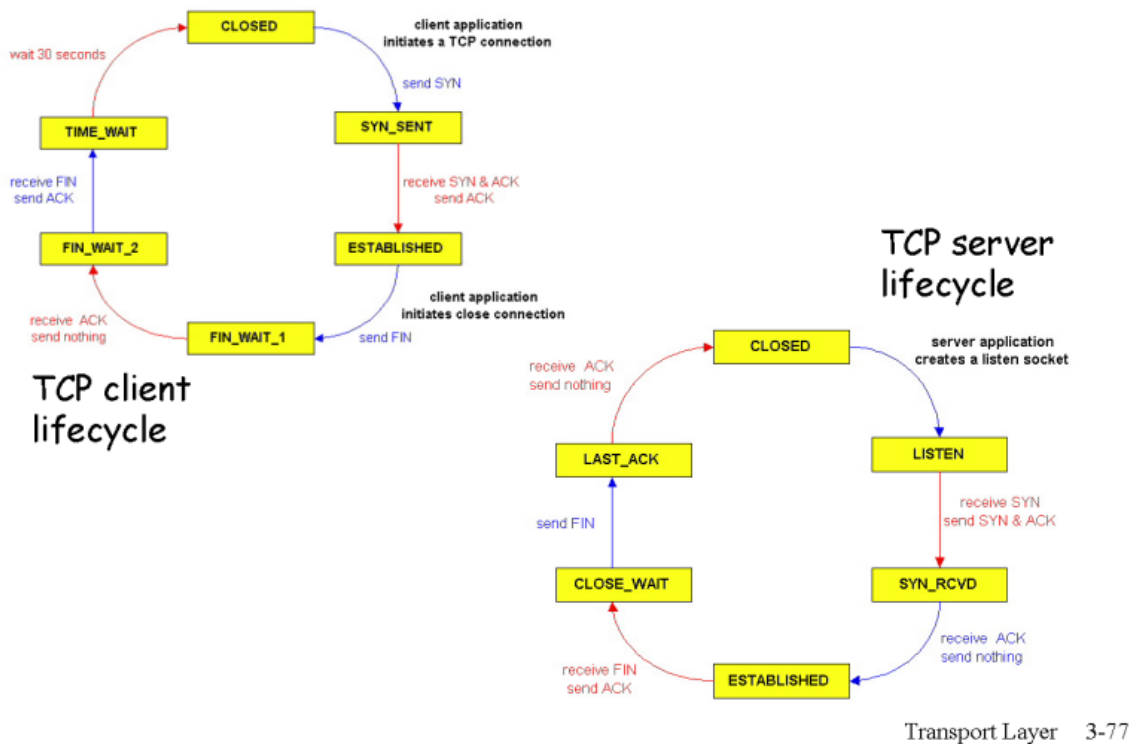 CLOSED
client application
initiates a TCP connection
wait 30 seconds
send SYN
TIME_WAIT
SYN_SENT
receive FIN
send ACK
receive SYN & ACK
send ACK
FIN_WAIT_2
ESTABLISHED
client application
initiates close connection
receive ACK
send nothing
FIN_WAIT_1
send FIN
TCP client
lifecycle
TCP server
lifecycle
CLOSED
server application
creates a listen socket
receive ACK
send nothing
LAST_ACK
LISTEN
send FIN
receive SYN
send SYN & ACK
CLOSE_WAIT
SYN_RCVD
receive FIN
send ACK
ESTABLISHED
receive ACK
send nothing
Transport Layer 3-77